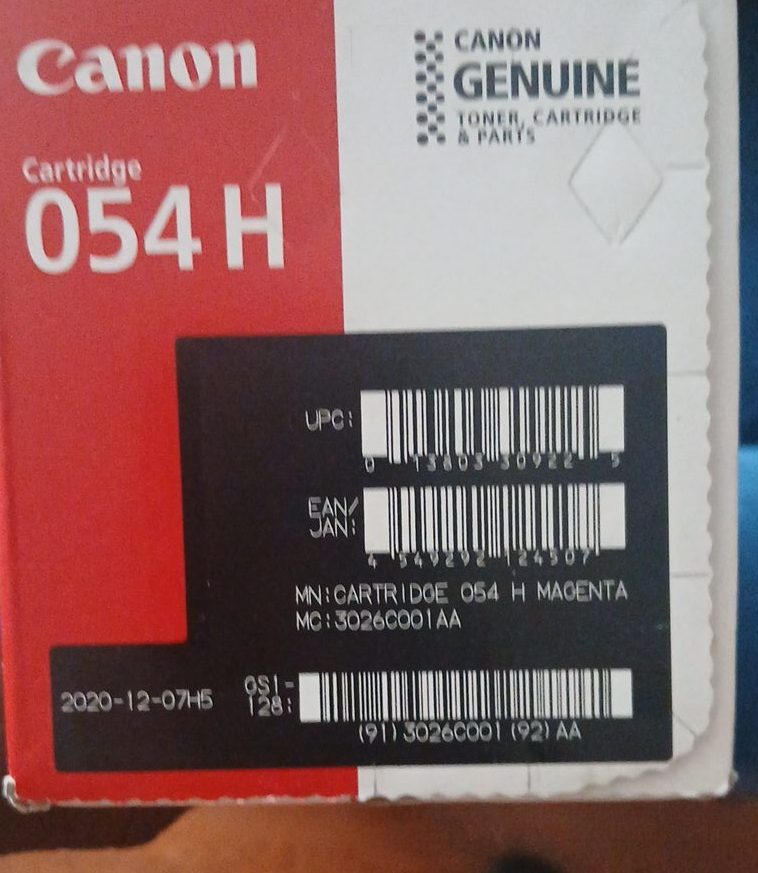 Canon
CANON
GENUINE
TONER, CARTRIDGE
& PARTS
Cartridge
054 H
UPC:
0 13803 30922 5
EAN/
JAN:
4 549292 124507
MN:CARTRIDGE 054 H MAGENTA
MC:3026C001AA
2020-12-07H5
GS1-
128:
(91)3026C001(92)AA